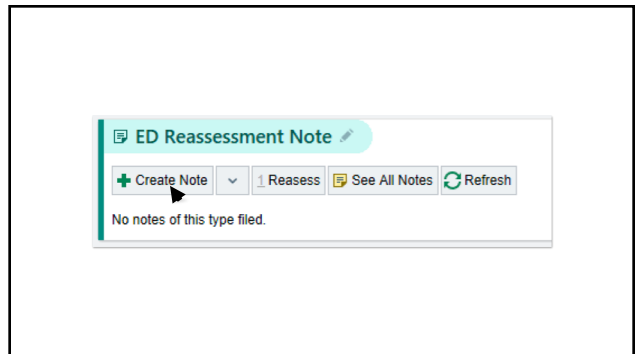 ED Reassessment Note
Create Note 1 Reasess See All Notes Refresh
No notes of this type filed.